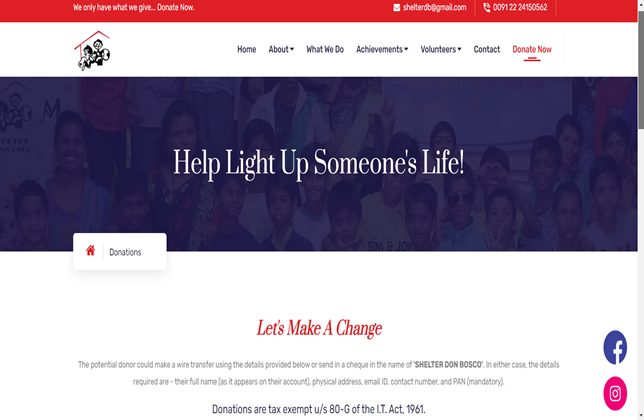 We only have what we give... Donate Now.
shelterdb@gmail.com
0091 22 24150562
Home
About
What We Do
Achievements
Volunteers
Contact
Donate Now
Help Light Up Someone's Life!
Donations
Let's Make A Change
The potential donor could make a wire transfer using the details provided below or send in a cheque in the name of 'SHELTER DON BOSCO'. In either case, the details
required are - their full name (as it appears on their account), physical address, email ID, contact number, and PAN (mandatory).
Donations are tax exempt u/s 80-G of the I.T. Act, 1961.